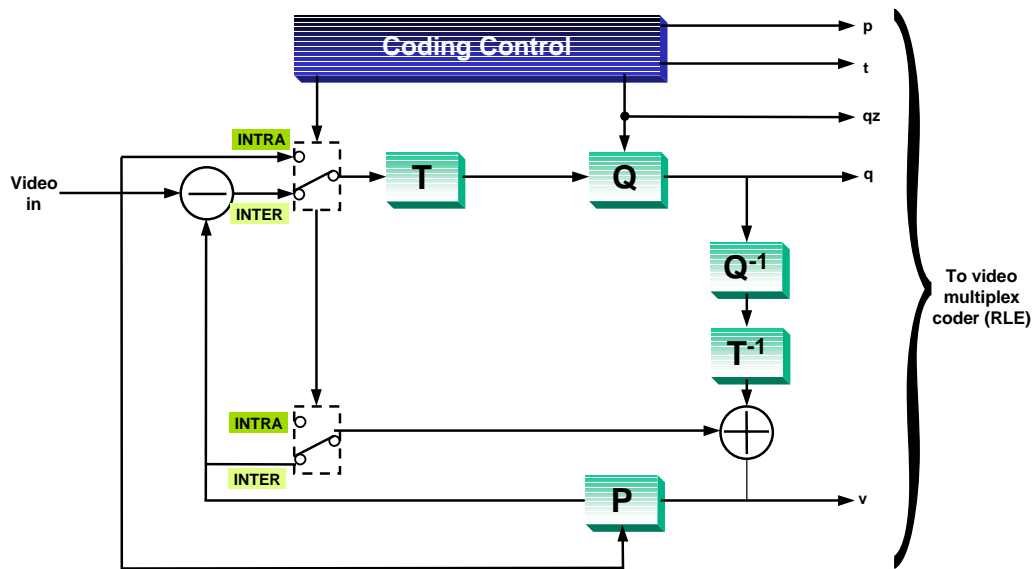 Coding Control
p
t
qz
INTRA
Video
in
INTER
T
Q
q
Q-1
T-1
To video
multiplex
coder (RLE)
INTRA
INTER
P
v